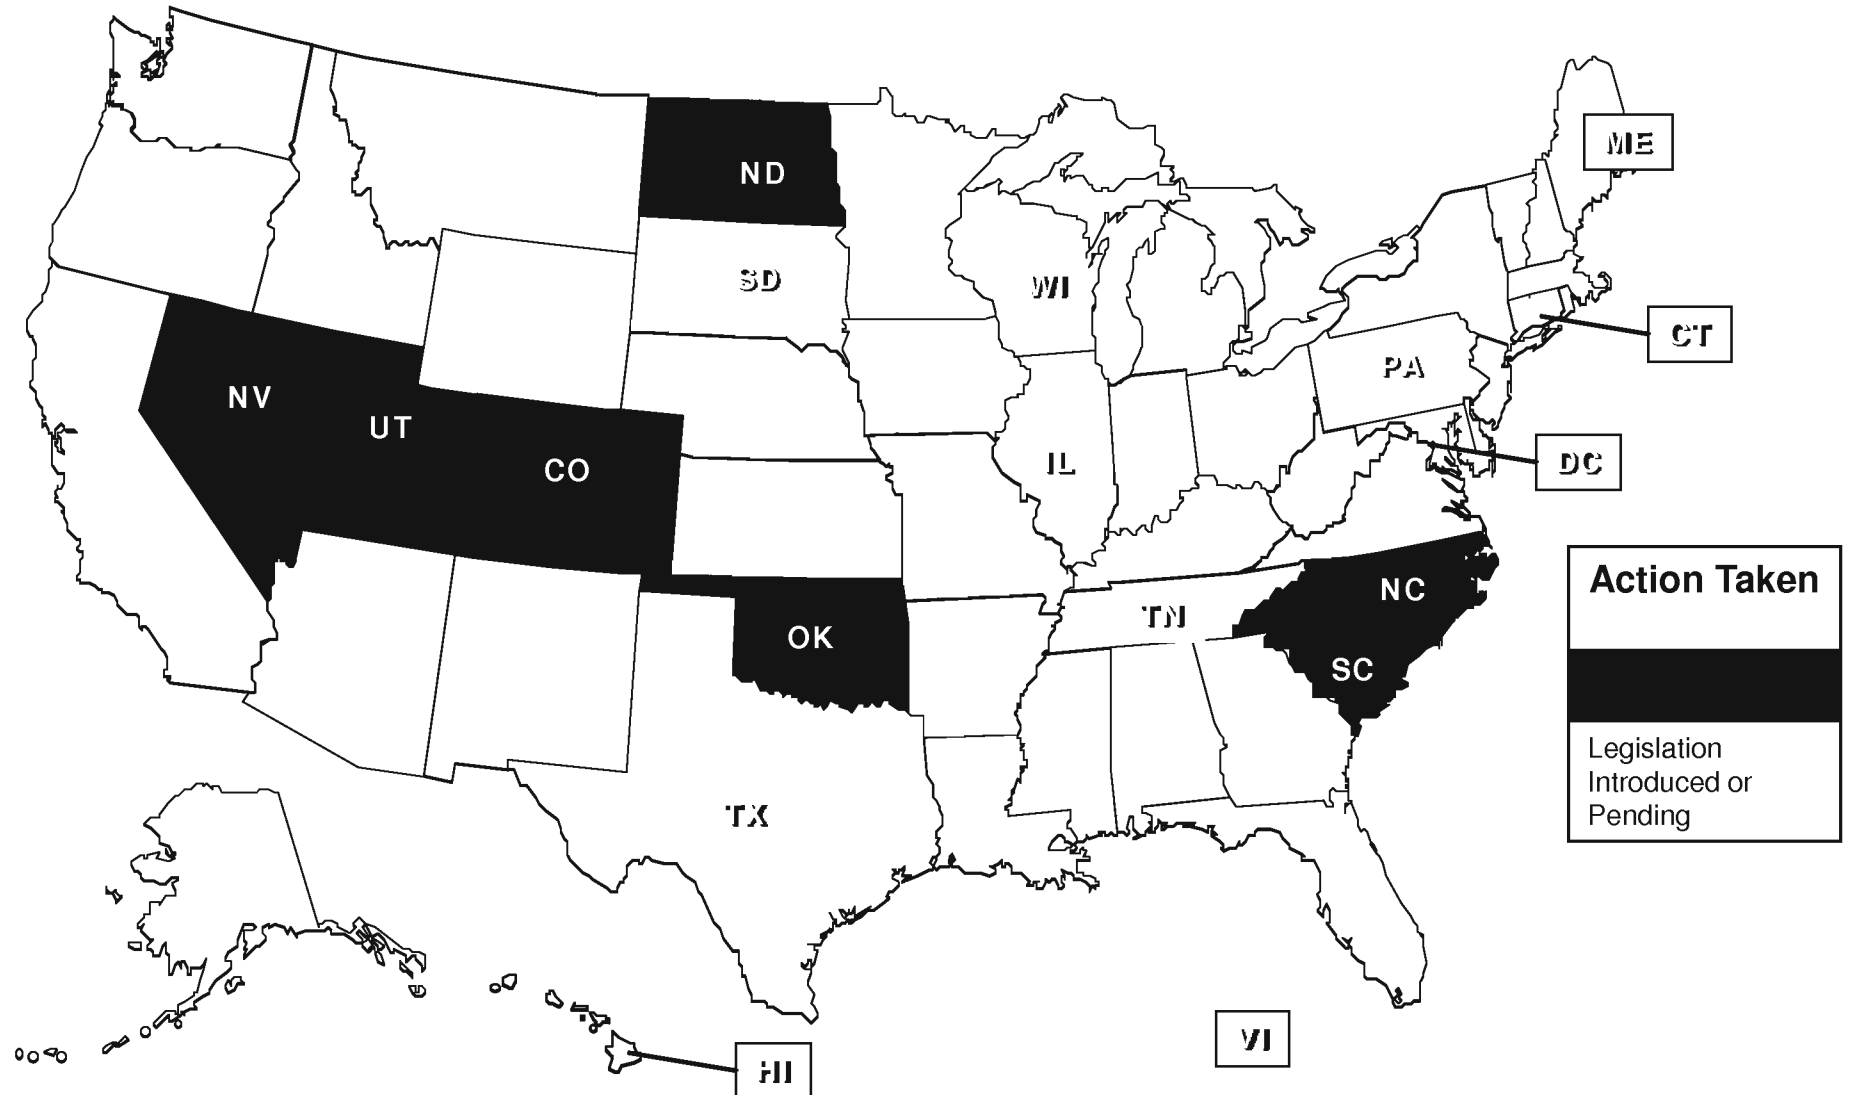 ME
ND
SD
WI
CT
PA
NV
UT
CO
IL
DC
NC
TN
OK
SC
TX
VI
HI
Action Taken
Legislation
Introduced or
Pending